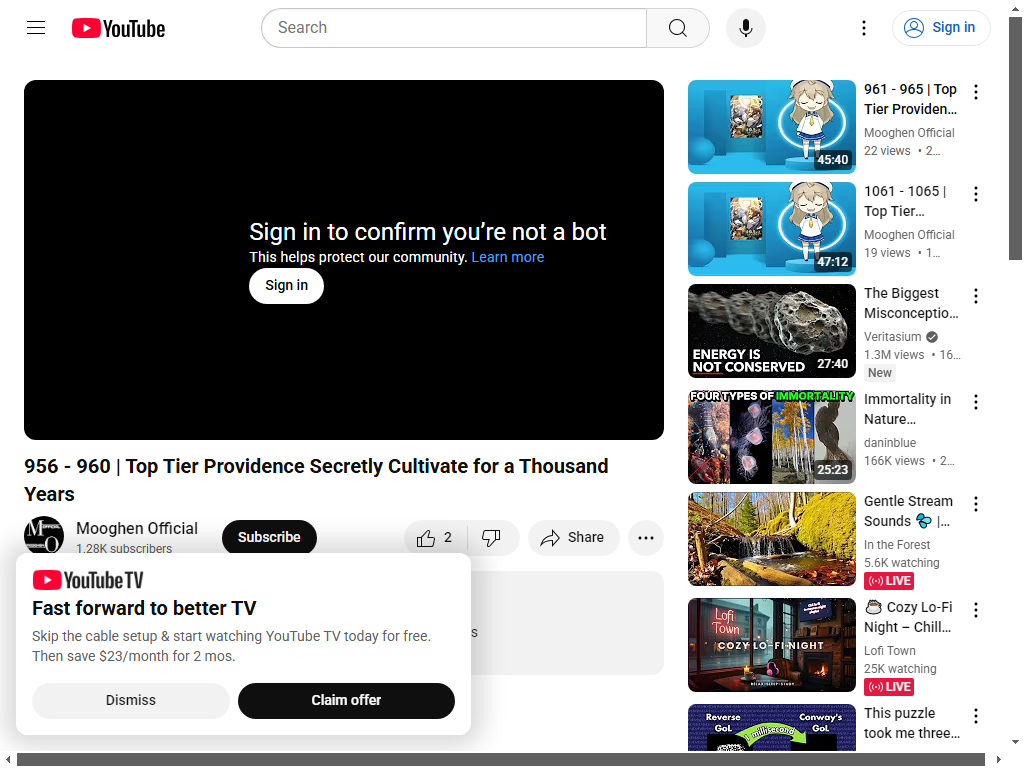 YouTube
Search
Sign in
Sign in to confirm you’re not a bot
This helps protect our community. Learn more
Sign in
956 - 960 | Top Tier Providence Secretly Cultivate for a Thousand
Years
Mooghen Official
1.28K subscribers
Subscribe
2
Share
YouTube TV
Fast forward to better TV
Skip the cable setup & start watching YouTube TV today for free.
Then save $23/month for 2 mos.
Dismiss
Claim offer
s
45:40
961 - 965 | Top
Tier Providen...
Mooghen Official
22 views • 2...
47:12
1061 - 1065 |
Top Tier...
Mooghen Official
19 views • 1...
ENERGY IS
NOT CONSERVED
27:40
The Biggest
Misconceptio...
Veritasium
1.3M views • 16...
New
FOUR TYPES OF IMMORTALITY
25:23
Immortality in
Nature...
daninblue
166K views • 2...
Gentle Stream
Sounds 💦 |...
In the Forest
5.6K watching
LIVE
Lofi
Town
COZY LO-FI NIGHT
Cozy Lo-Fi
Night – Chill...
Lofi Town
25K watching
LIVE
Reverse
GoL
Conway's
GoL
1 millisecond
This puzzle
took me three...